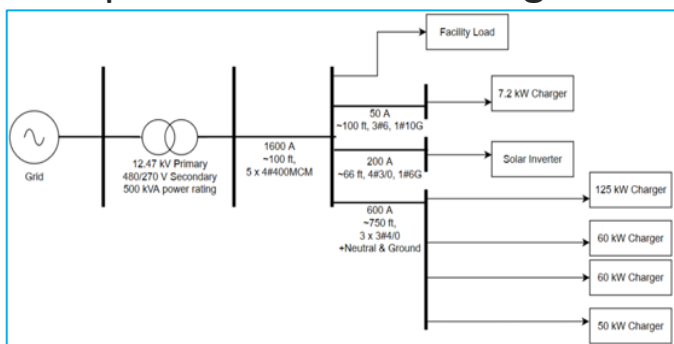 Facility Load
7.2 kW Charger
50 A
~100 ft, 3#6, 1#10G
Grid
12.47 kV Primary
480/270 V Secondary
500 kVA power rating
1600 A
~100 ft,
5 x 4#400MCM
200 A
~66 ft, 4#3/0, 1#6G
Solar Inverter
600 A
~750 ft,
3 x 3#4/0
+Neutral & Ground
125 kW Charger
60 kW Charger
60 kW Charger
50 kW Charger